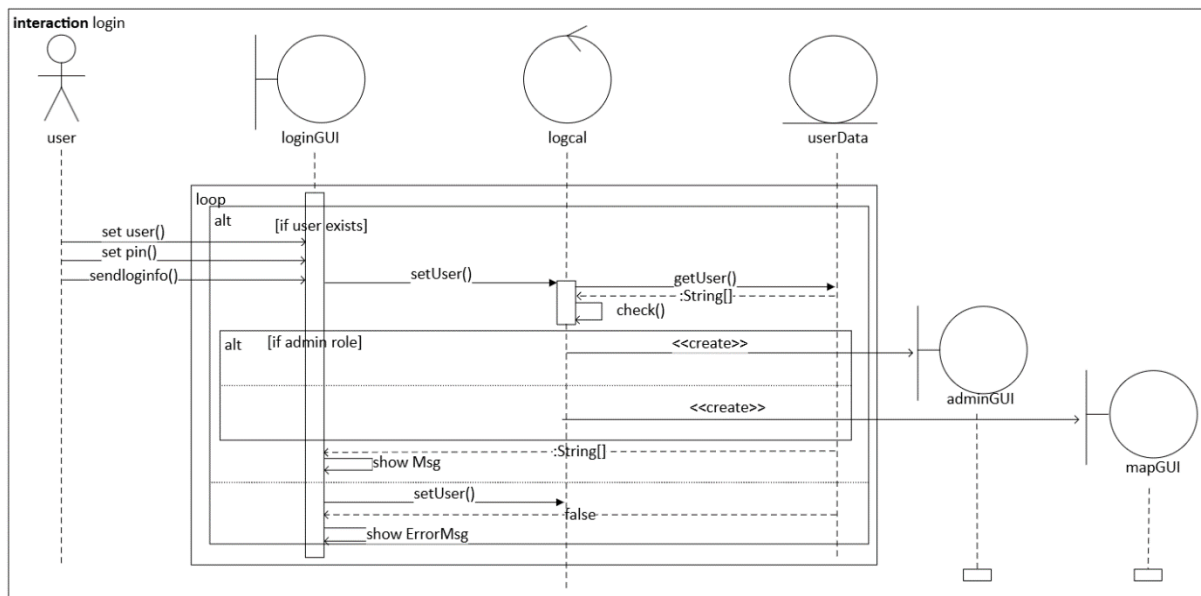 interaction login
user
loginGUI
logcal
userData
loop
alt
[if user exists]
set user()
set pin()
sendloginfo()
setUser()
getUser()
:String[]
check()
alt
[if admin role]
<<create>>
adminGUI
<<create>>
mapGUI
:String[]
show Msg
setUser()
false
show ErrorMsg